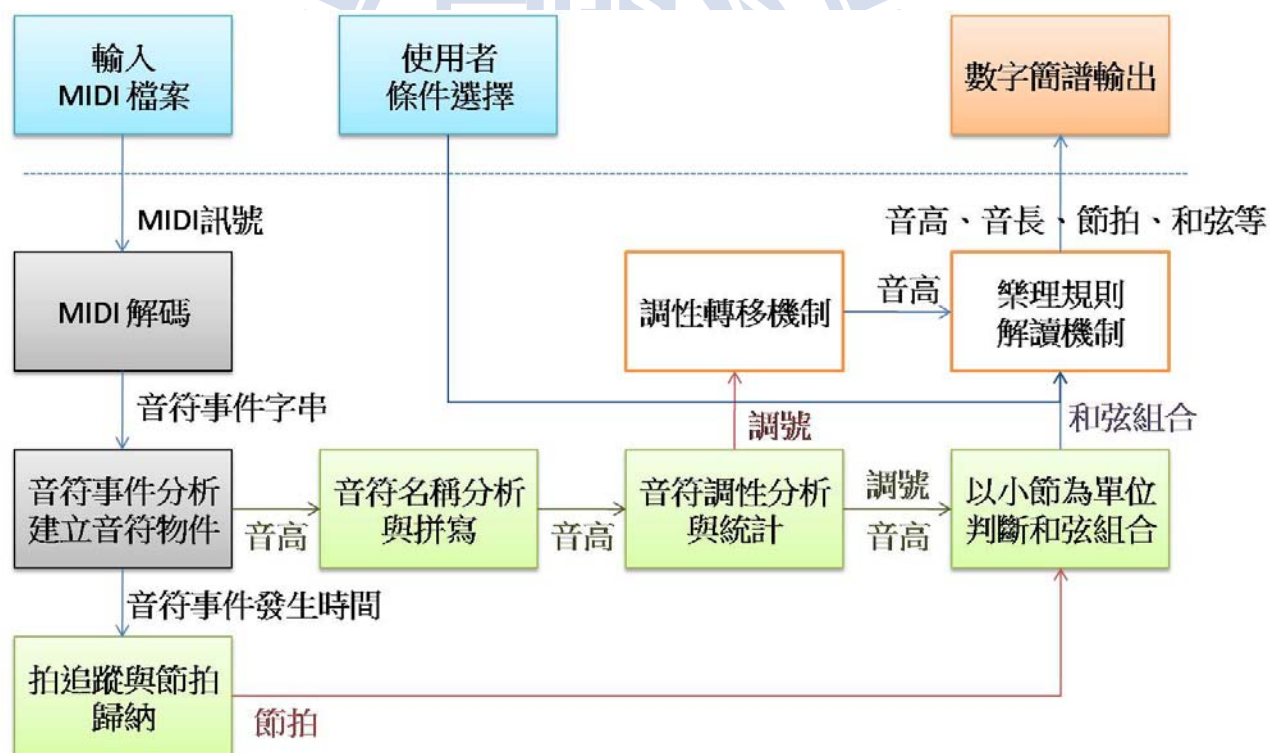 輸入
MIDI 檔案
使用者
條件選擇
數字簡譜輸出
MIDI訊號
音高、音長、節拍、和弦等
MIDI 解碼
調性轉移機制
音高
樂理規則
解讀機制
音符事件字串
調號
和弦組合
音符事件分析
建立音符物件
音高
音符名稱分析
與拼寫
音高
音符調性分析
與統計
調號
音高
以小節為單位
判斷和弦組合
音符事件發生時間
拍追蹤與節拍
歸納
節拍